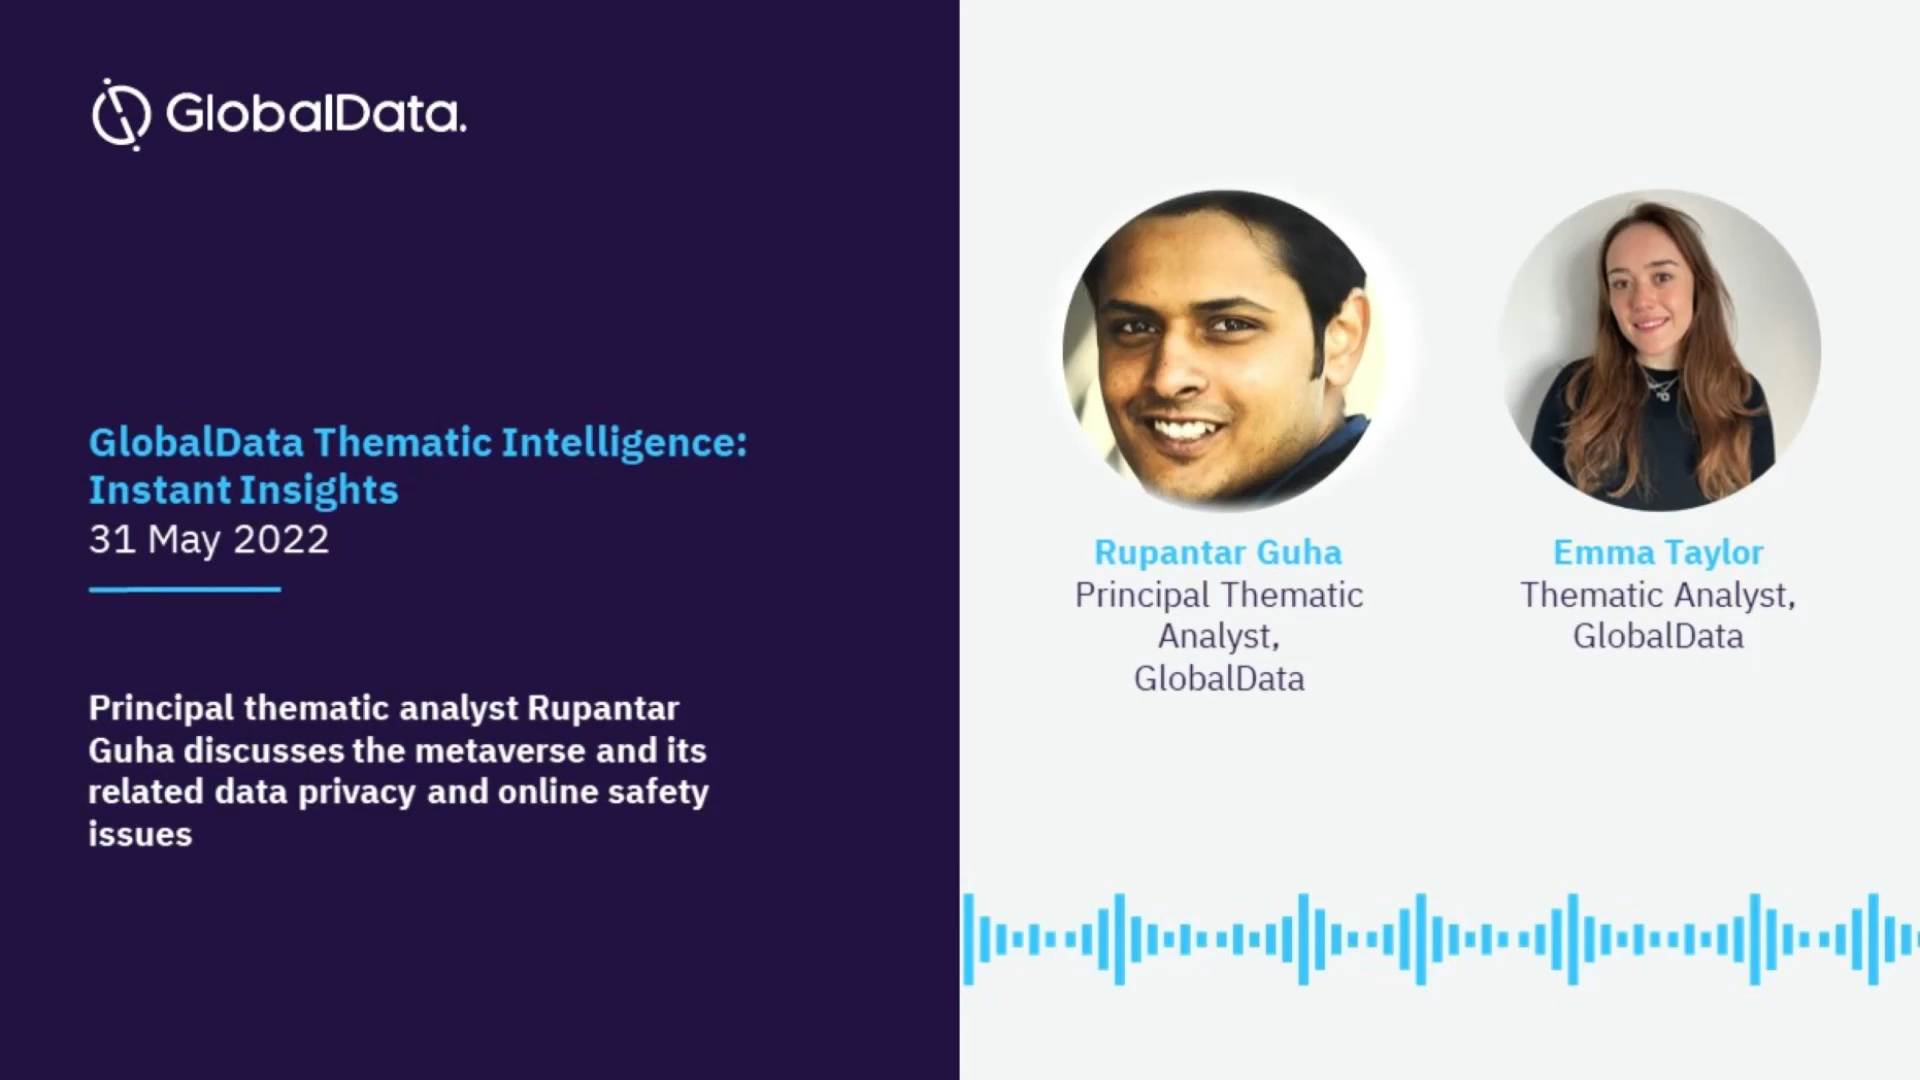 GlobalData.
GlobalData Thematic Intelligence:
Instant Insights
31 May 2022
Principal thematic analyst Rupantar
Guha discusses the metaverse and its
related data privacy and online safety
issues
Rupantar Guha
Principal Thematic
Analyst,
GlobalData
Emma Taylor
Thematic Analyst,
GlobalData